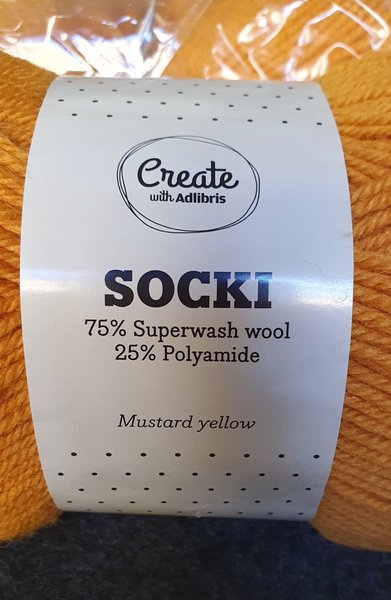 Create
with Adlibris
SOCKI
75% Superwash wool
25% Polyamide
Mustard yellow